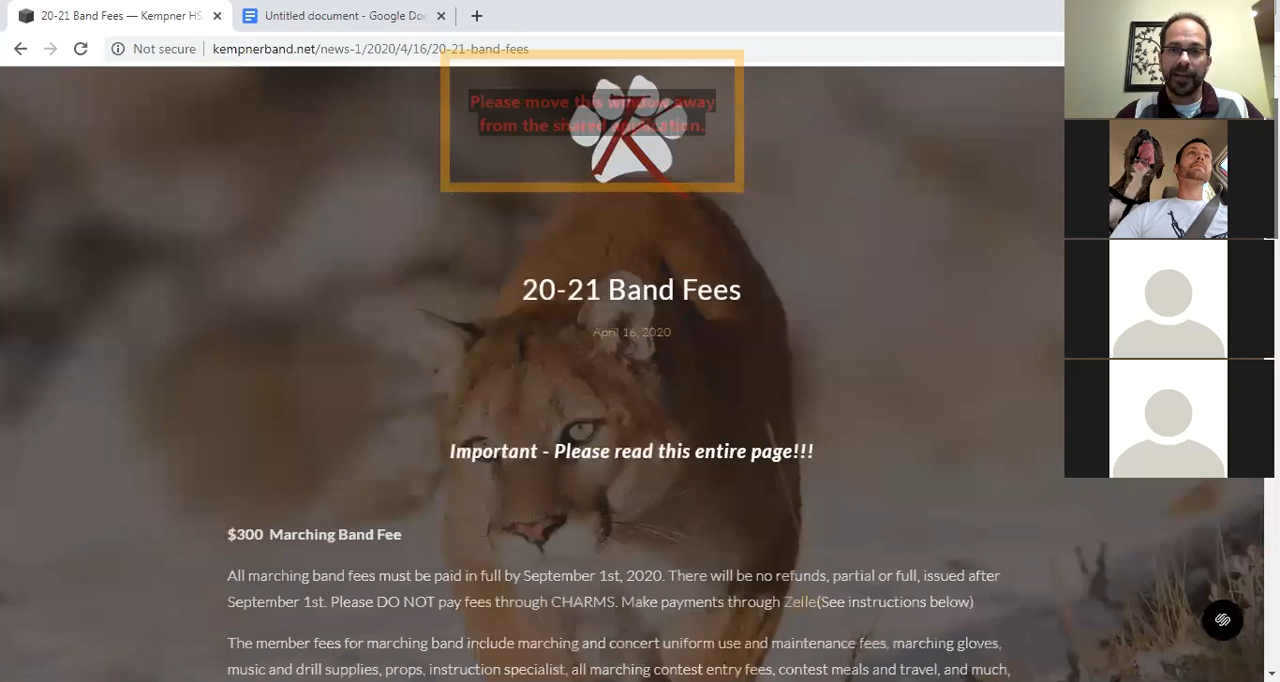 20-21 Band Fees — Kempner HS
Untitled document - Google Doc
Not secure
kempnerband.net/news-1/2020/4/16/20-21-band-fees
Please move this window away
from the shared application.
K
20-21 Band Fees
April 16, 2020
Important - Please read this entire page!!!
$300 Marching Band Fee
All marching band fees must be paid in full by September 1st, 2020. There will be no refunds, partial or full, issued after
September 1st. Please DO NOT pay fees through CHARMS. Make payments through Zelle(See instructions below)
The member fees for marching band include marching and concert uniform use and maintenance fees, marching gloves,
music and drill supplies, props, instruction specialist, all marching contest entry fees, contest meals and travel, and much,